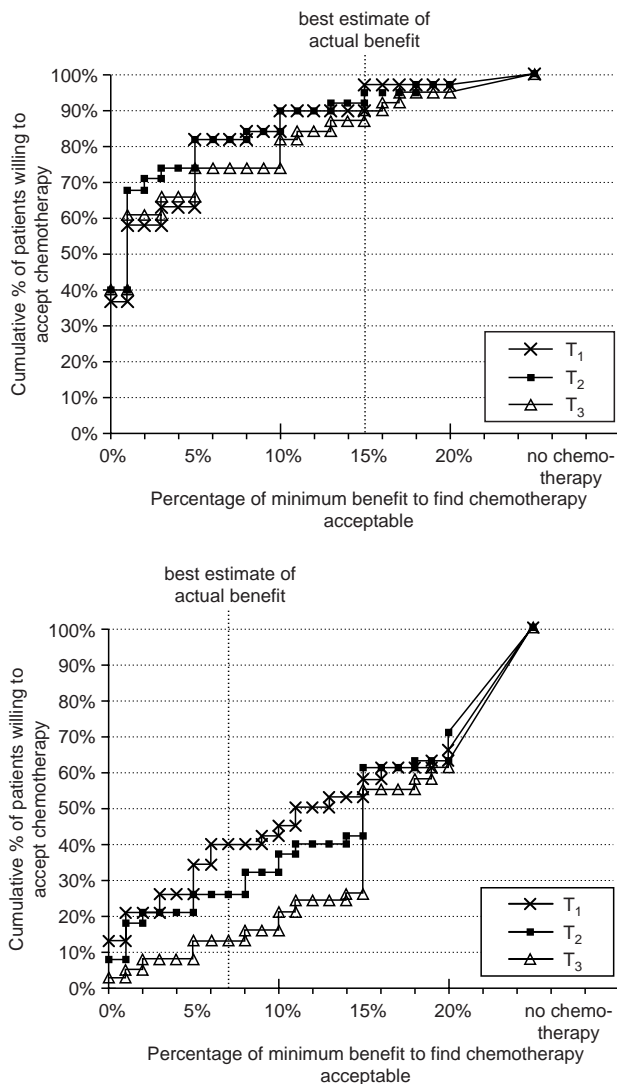 best estimate of
actual benefit
100%
90%
80%
70%
60%
50%
40%
30%
20%
10%
0%
Cumulative % of patients willing to
accept chemotherapy
T1
T2
T3
0% 5% 10% 15% 20% no chemo-
therapy
Percentage of minimum benefit to find chemotherapy
acceptable
best estimate of
actual benefit
100%
90%
80%
70%
60%
50%
40%
30%
20%
10%
0%
Cumulative % of patients willing to
accept chemotherapy
T1
T2
T3
0% 5% 10% 15% 20% no chemo-
therapy
Percentage of minimum benefit to find chemotherapy
acceptable